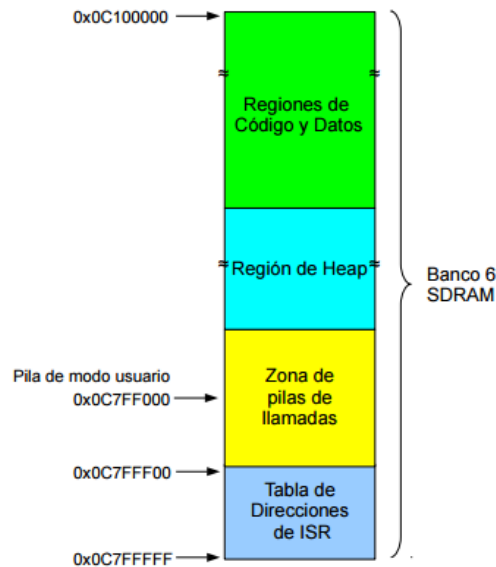 0x0C100000
Regiones de
Código y Datos
Región de Heap
Banco 6
SDRAM
Pila de modo usuario
0x0C7FF000
Zona de
pilas de
llamadas
0x0C7FFF00
Tabla de
Direcciones
de ISR
0x0C7FFFFF